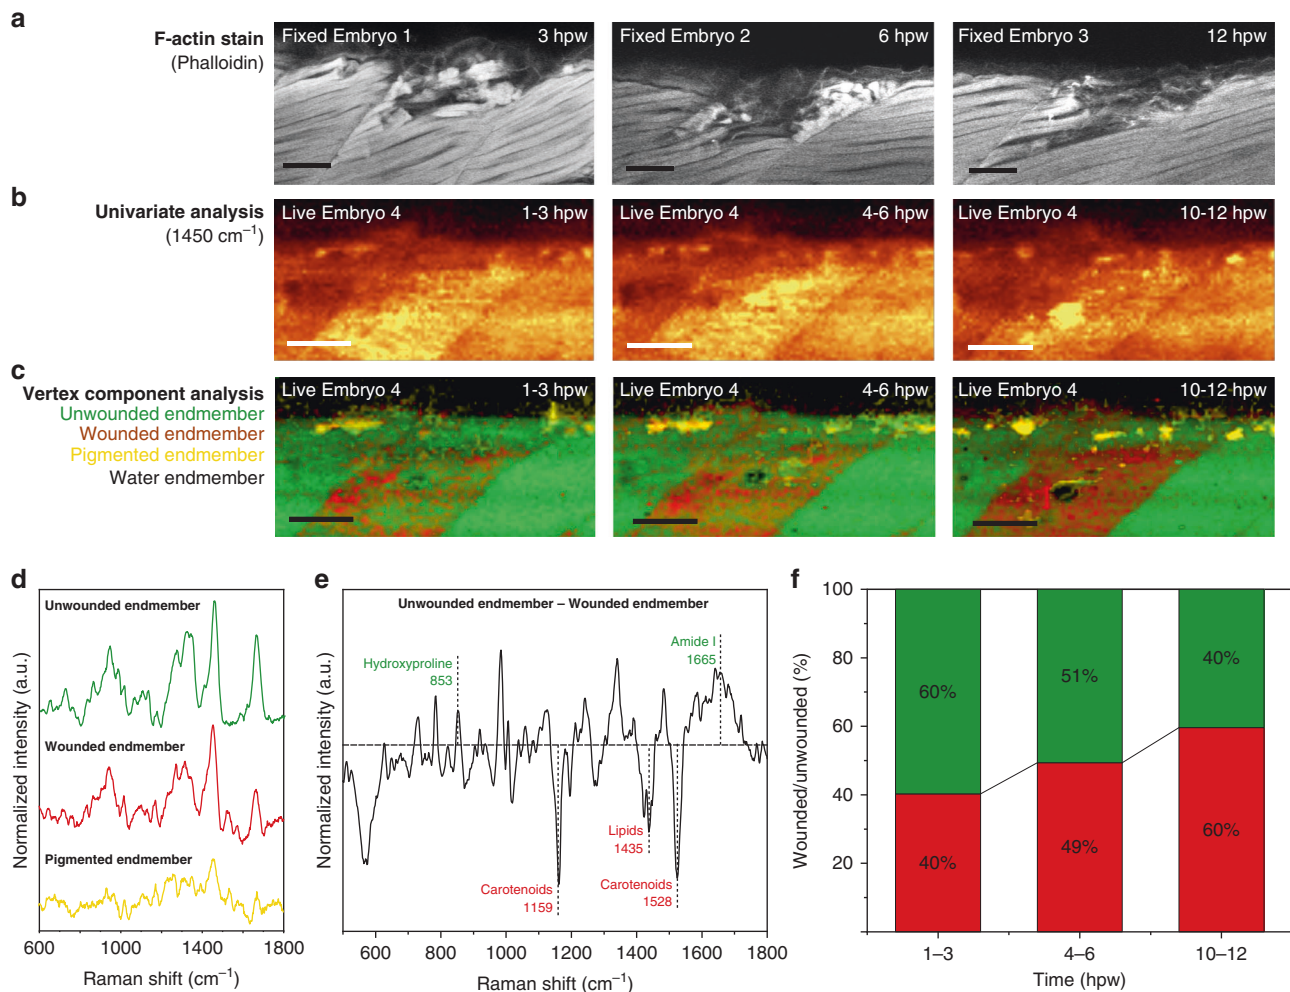 a
F-actin stain
(Phalloidin)
Fixed Embryo 1 3 hpw
Fixed Embryo 2 6 hpw
Fixed Embryo 3 12 hpw
b
Univariate analysis
(1450 cm⁻¹)
Live Embryo 4 1-3 hpw
Live Embryo 4 4-6 hpw
Live Embryo 4 10-12 hpw
c
Vertex component analysis
Unwounded endmember
Wounded endmember
Pigmented endmember
Water endmember
Live Embryo 4 1-3 hpw
Live Embryo 4 4-6 hpw
Live Embryo 4 10-12 hpw
d
Normalized intensity (a.u.)
Unwounded endmember
Wounded endmember
Pigmented endmember
600 1000 1400 1800
Raman shift (cm⁻¹)
e
Normalized intensity (a.u.)
Unwounded endmember – Wounded endmember
Hydroxyproline
853
Amide I
1665
Lipids
1435
Carotenoids
1159
Carotenoids
1528
600 800 1000 1200 1400 1600 1800
Raman shift (cm⁻¹)
f
Wounded/unwounded (%)
100
80
60
40
20
60%
51%
40%
40%
49%
60%
1–3 4–6 10–12
Time (hpw)